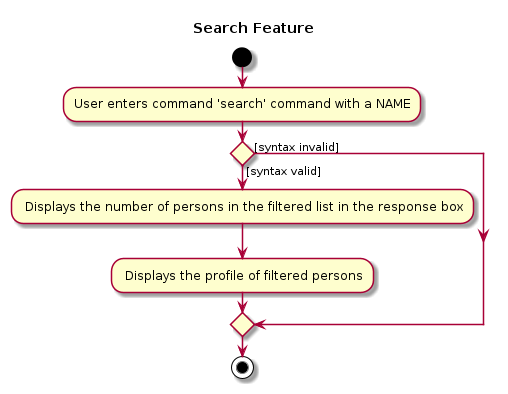 Search Feature
User enters command 'search' command with a NAME
[syntax invalid]
[syntax valid]
Displays the number of persons in the filtered list in the response box
Displays the profile of filtered persons